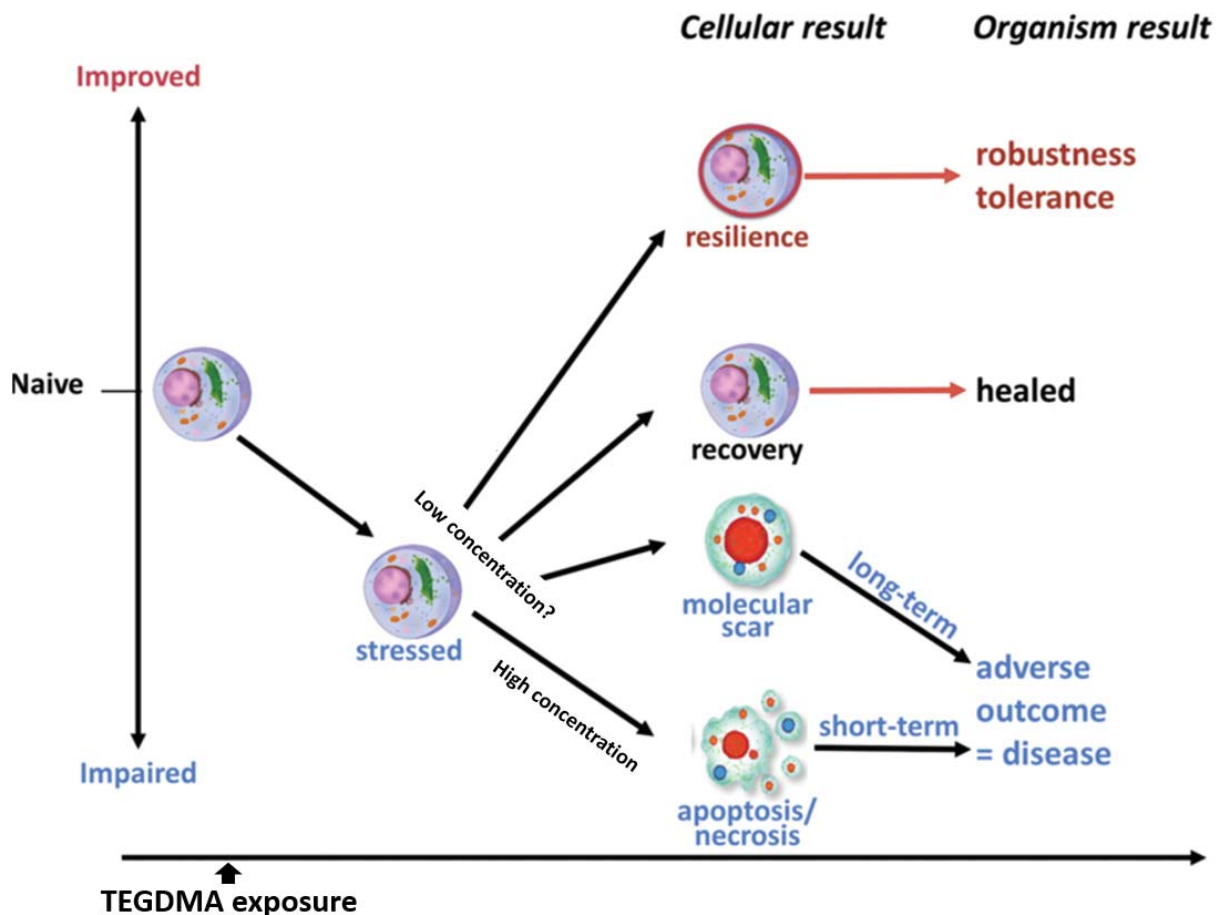 Cellular result
Organism result
Improved
robustness
tolerance
resilience
Naive
healed
recovery
Low concentration?
molecular
scar
long-term
stressed
High concentration
adverse
outcome
= disease
short-term
Impaired
apoptosis/
necrosis
TEGDMA exposure